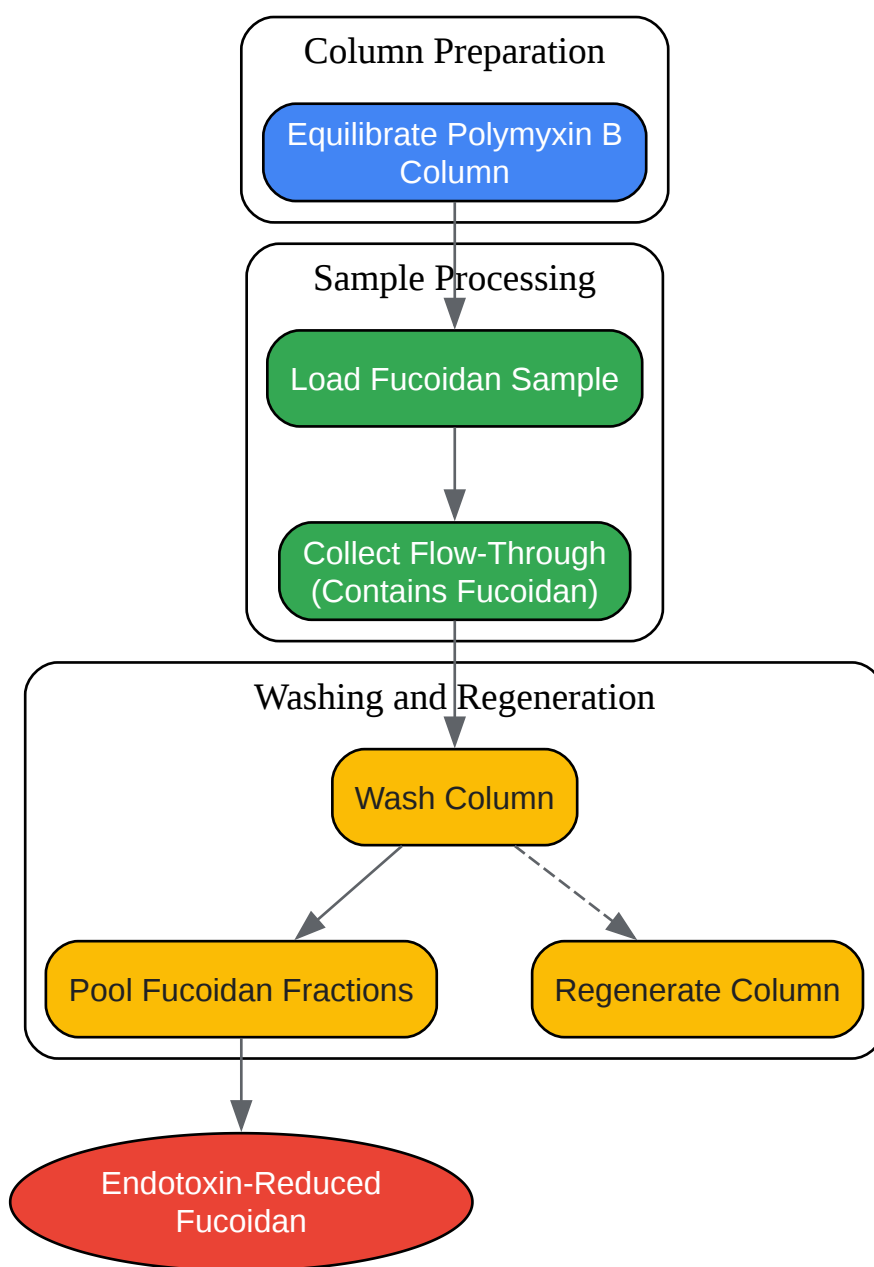 Column Preparation
Equilibrate Polymyxin B
Column
Sample Processing
Load Fucoidan Sample
Collect Flow-Through
(Contains Fucoidan)
Washing and Regeneration
Wash Column
Pool Fucoidan Fractions
Regenerate Column
Endotoxin-Reduced
Fucoidan